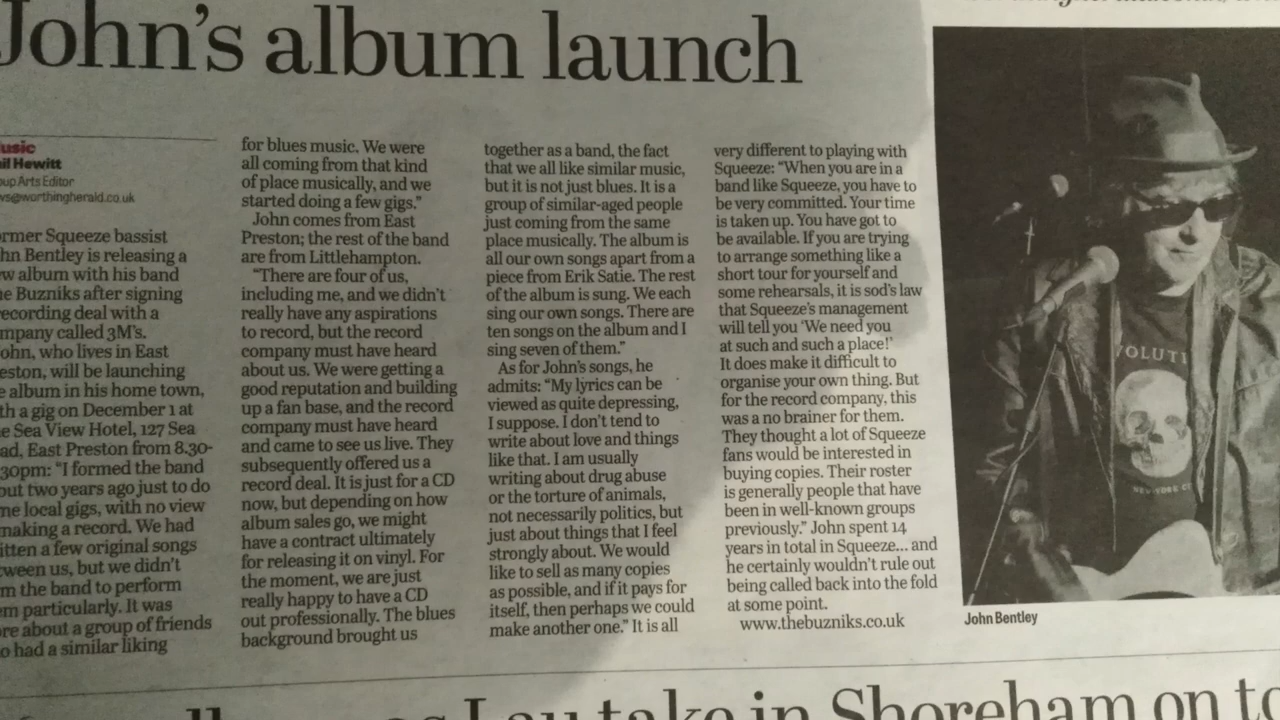 John's album launch
usic
il Hewitt
oup Arts Editor
ws@worthingherald.co.uk
ormer Squeeze bassist
hn Bentley is releasing a
w album with his band
e Buzniks after signing
recording deal with a
mpany called 3M's.
ohn, who lives in East
eston, will be launching
e album in his home town,
th a gig on December 1 at
e Sea View Hotel, 127 Sea
ad, East Preston from 8.30-
30pm: "I formed the band
out two years ago just to do
me local gigs, with no view
making a record. We had
itten a few original songs
tween us, but we didn't
m the band to perform
em particularly. It was
re about a group of friends
o had a similar liking
for blues music. We were
all coming from that kind
of place musically, and we
started doing a few gigs."
John comes from East
Preston; the rest of the band
are from Littlehampton.
"There are four of us,
including me, and we didn't
really have any aspirations
to record, but the record
company must have heard
about us. We were getting a
good reputation and building
up a fan base, and the record
company must have heard
and came to see us live. They
subsequently offered us a
record deal. It is just for a CD
now, but depending on how
album sales go, we might
have a contract ultimately
for releasing it on vinyl. For
the moment, we are just
really happy to have a CD
out professionally. The blues
background brought us
together as a band, the fact
that we all like similar music,
but it is not just blues. It is a
group of similar-aged people
just coming from the same
place musically. The album is
all our own songs apart from a
piece from Erik Satie. The rest
of the album is sung. We each
sing our own songs. There are
ten songs on the album and I
sing seven of them."
As for John's songs, he
admits: "My lyrics can be
viewed as quite depressing,
I suppose. I don't tend to
write about love and things
like that. I am usually
writing about drug abuse
or the torture of animals,
not necessarily politics, but
just about things that I feel
strongly about. We would
like to sell as many copies
as possible, and if it pays for
itself, then perhaps we could
make another one." It is all
very different to playing with
Squeeze: "When you are in a
band like Squeeze, you have to
be very committed. Your time
is taken up. You have got to
be available. If you are trying
to arrange something like a
short tour for yourself and
some rehearsals, it is sod's law
that Squeeze's management
will tell you 'We need you
at such and such a place!'
It does make it difficult to
organise your own thing. But
for the record company, this
was a no brainer for them.
They thought a lot of Squeeze
fans would be interested in
buying copies. Their roster
is generally people that have
been in well-known groups
previously." John spent 14
years in total in Squeeze... and
he certainly wouldn't rule out
being called back into the fold
at some point.
www.thebuzniks.co.uk
VOLUTI
NEW-YORK C
John Bentley
Lau take in Shoreham on to